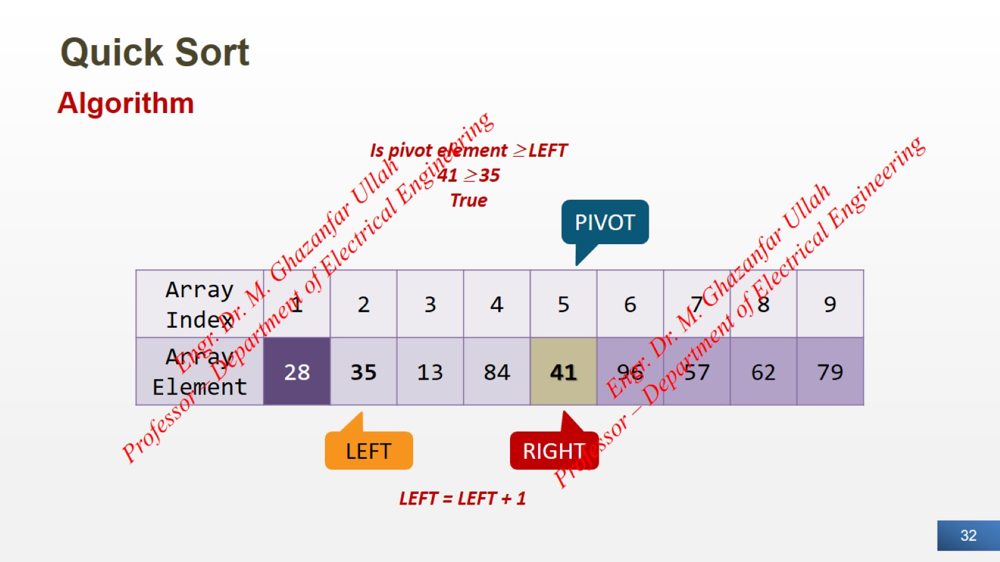 Quick Sort
Algorithm
Is pivot element ≥ LEFT
41 ≥ 35
True
PIVOT
Array Index 1 2 3 4 5 6 7 8 9
Array Element 28 35 13 84 41 96 57 62 79
LEFT
RIGHT
LEFT = LEFT + 1
Engr. Dr. M. Ghazanfar Ullah
Professor – Department of Electrical Engineering
Engr. Dr. M. Ghazanfar Ullah
Professor – Department of Electrical Engineering
32